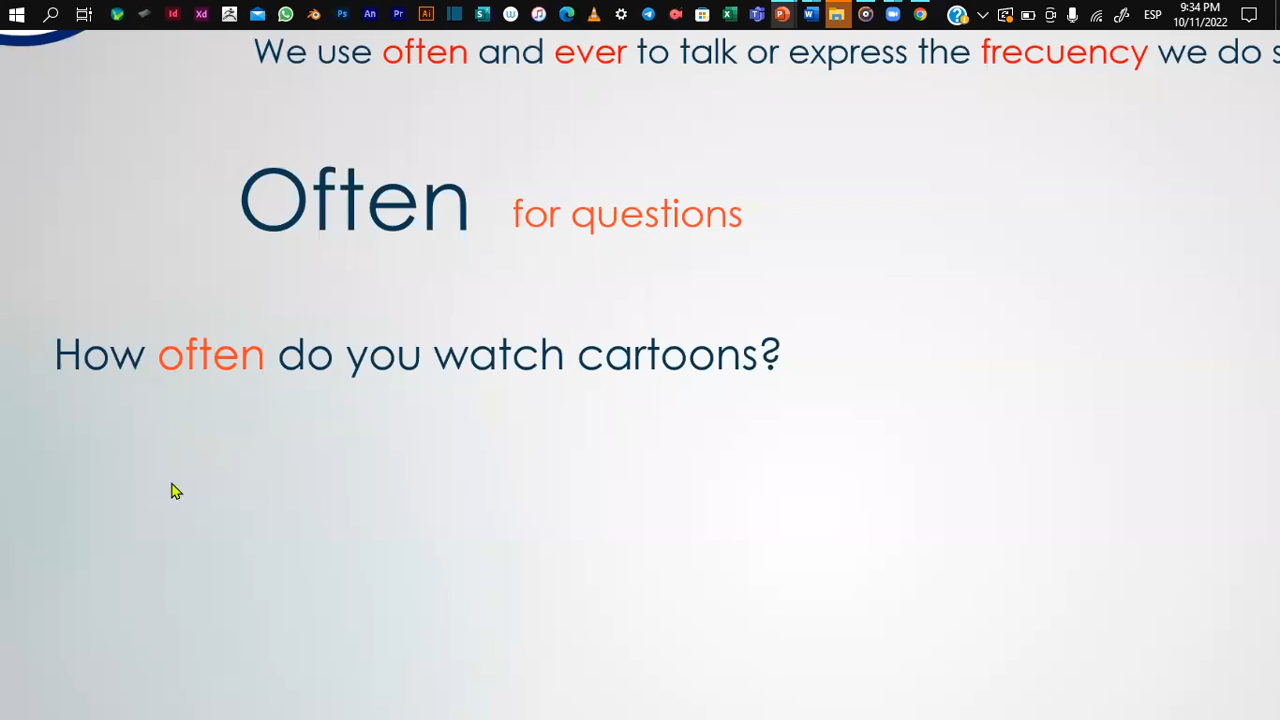 9:34 PM
ESP
10/11/2022
We use often and ever to talk or express the frecuency we do s
Often for questions
How often do you watch cartoons?